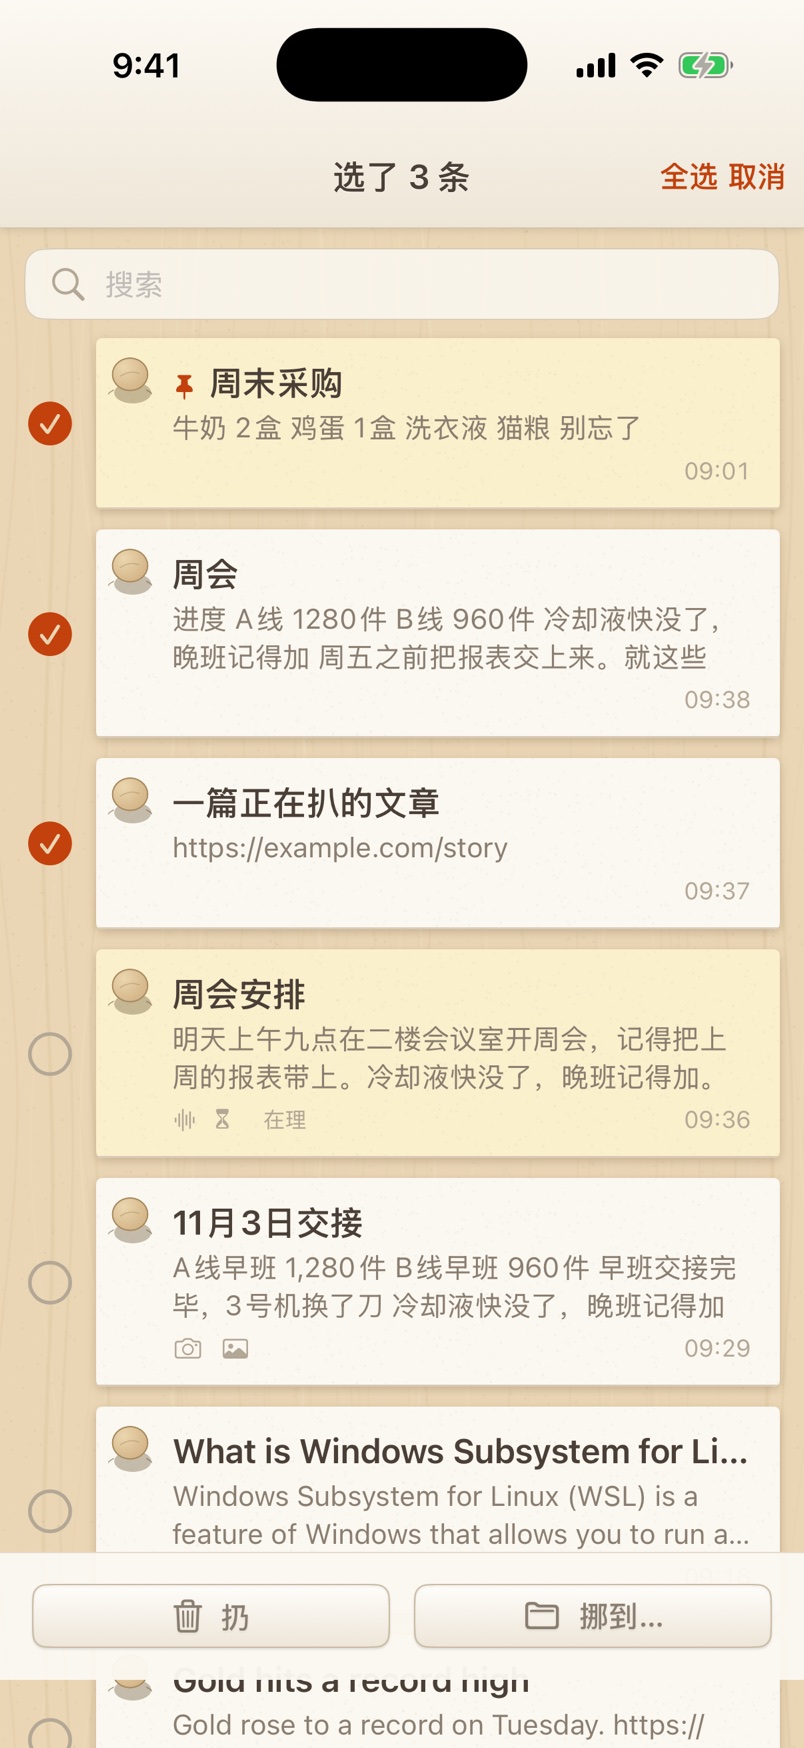 9:41
选了 3 条
全选 取消
搜索
周末采购
牛奶 2盒 鸡蛋 1盒 洗衣液 猫粮 别忘了
09:01
周会
进度 A线 1280件 B线 960件 冷却液快没了,
晚班记得加 周五之前把报表交上来。就这些
09:38
一篇正在扒的文章
https://example.com/story
09:37
周会安排
明天上午九点在二楼会议室开周会，记得把上
周的报表带上。冷却液快没了，晚班记得加。
在理
09:36
11月3日交接
A线早班 1,280件 B线早班 960件 早班交接完
毕，3号机换了刀 冷却液快没了，晚班记得加
09:29
What is Windows Subsystem for Li...
Windows Subsystem for Linux (WSL) is a
feature of Windows that allows you to run a...
扔
挪到...
Gold hits a record high
Gold rose to a record on Tuesday. https://